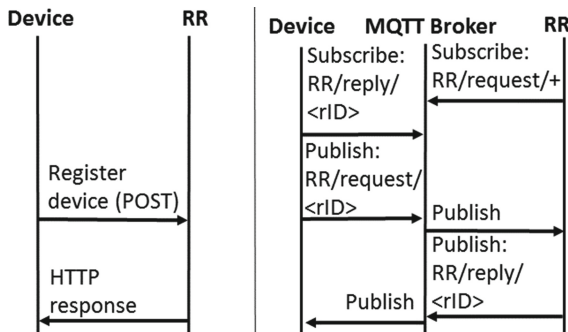 Device
RR
Register
device (POST)
HTTP
response
Device
MQTT Broker
RR
Subscribe:
RR/reply/
<rID>
Subscribe:
RR/request/+
Publish:
RR/request/
<rID>
Publish
Publish:
RR/reply/
<rID>
Publish